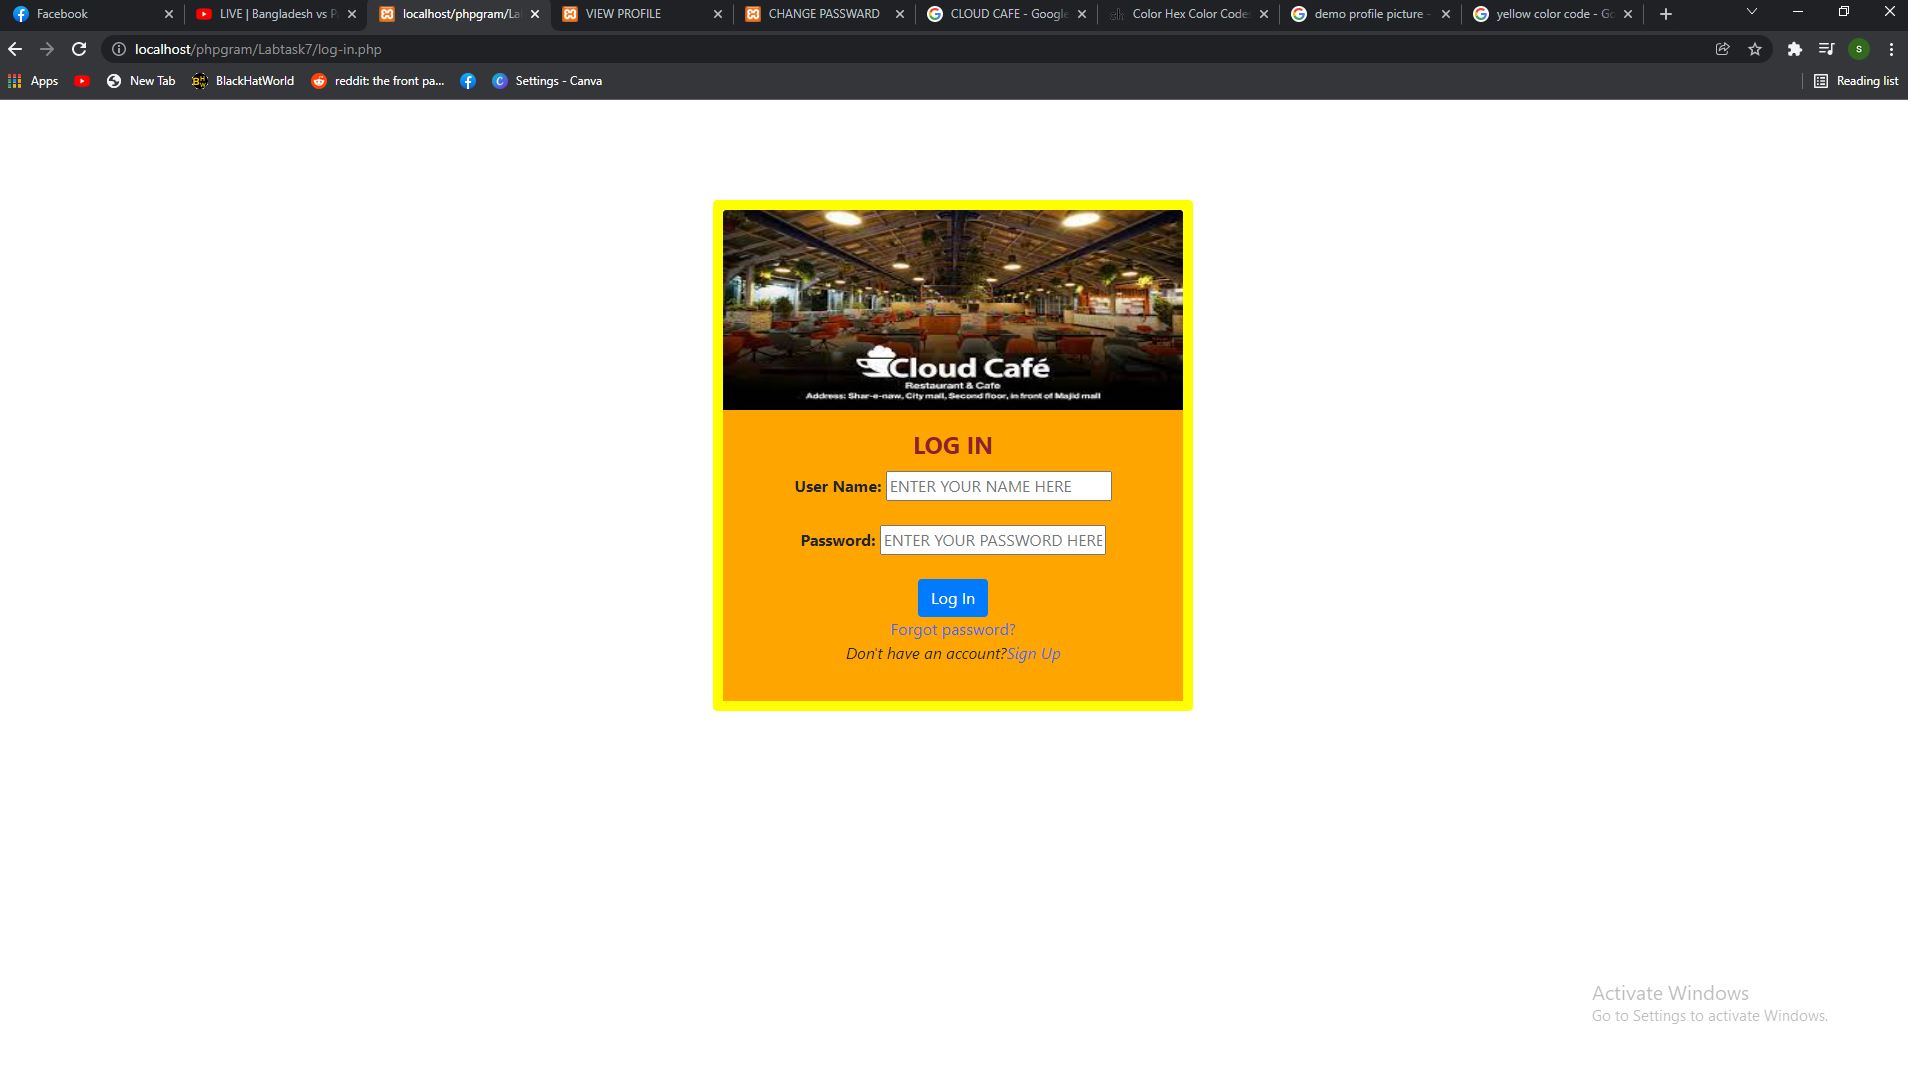 Facebook
LIVE | Bangladesh vs P
localhost/phpgram/La
VIEW PROFILE
CHANGE PASSWARD
CLOUD CAFE - Google
Color Hex Color Codes
demo profile picture -
yellow color code - Go
localhost/phpgram/Labtask7/log-in.php
S
Apps
New Tab
BlackHatWorld
reddit: the front pa...
Settings - Canva
Reading list
Cloud Café
Restaurant & Cafe
Address: Shar-e-naw, City mall, Second floor, in front of Majid mall
LOG IN
User Name: ENTER YOUR NAME HERE
Password: ENTER YOUR PASSWORD HERE
Log In
Forgot password?
Don't have an account?Sign Up
Activate Windows
Go to Settings to activate Windows.